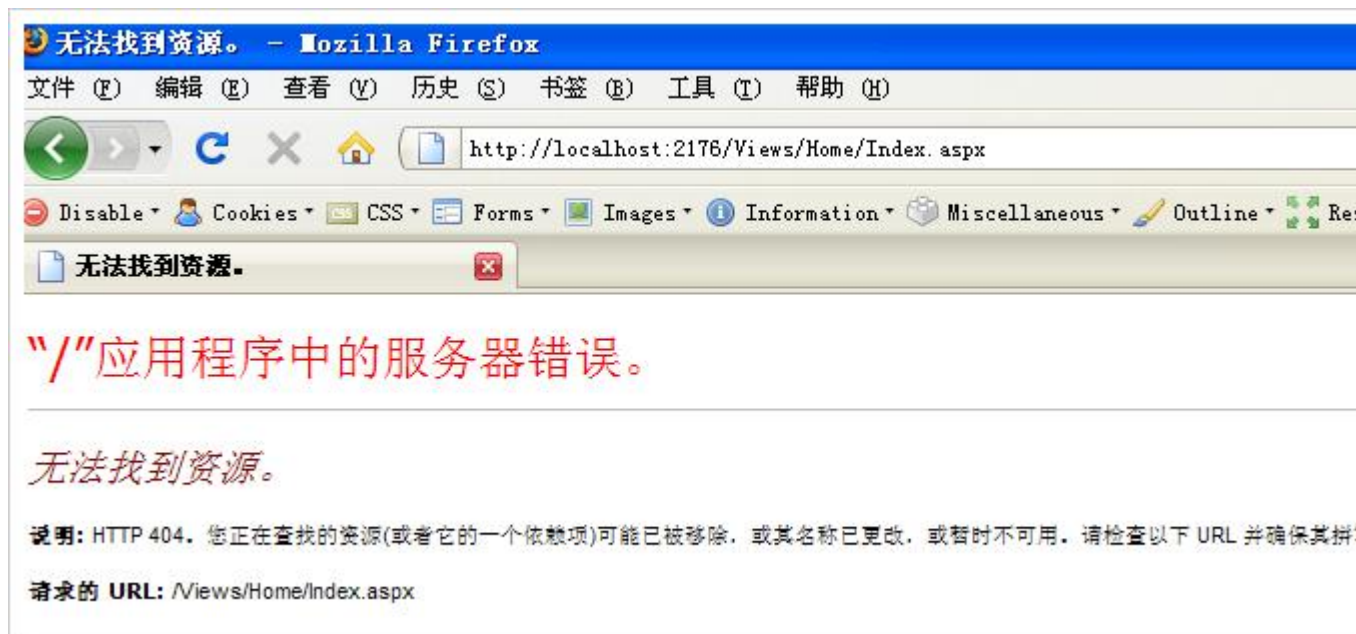 无法找到资源。 - Mozilla Firefox
文件 (F) 编辑 (E) 查看 (V) 历史 (S) 书签 (B) 工具 (T) 帮助 (H)
http://localhost:2176/Views/Home/Index.aspx
Disable Cookies CSS Forms Images Information Miscellaneous Outline Res
无法找到资源。
“/”应用程序中的服务器错误。
无法找到资源。
说明: HTTP 404。您正在查找的资源(或者它的一个依赖项)可能已被移除，或其名称已更改，或暂时不可用。请检查以下 URL 并确保其拼
请求的 URL: /Views/Home/Index.aspx